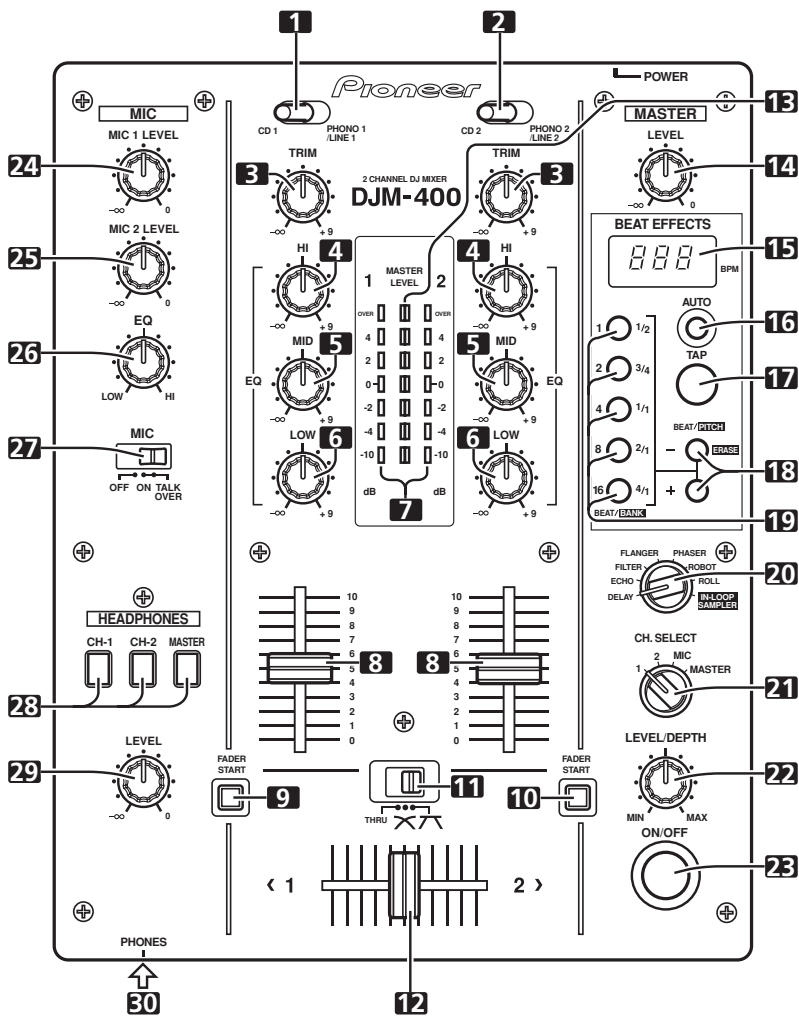 1
2
POWER
Pioneer
MIC
MASTER
13
CD 1
PHONO 1
/LINE 1
CD 2
PHONO 2
/LINE 2
MIC 1 LEVEL
TRIM
2 CHANNEL DJ MIXER
DJM-400
TRIM
LEVEL
24
3
3
14
-∞
0
-∞
+ 9
-∞
+ 9
-∞
0
MIC 2 LEVEL
HI
HI
BEAT EFFECTS
25
4
4
888
BPM
15
-∞
0
1
MASTER
LEVEL
2
-∞
+ 9
-∞
+ 9
OVER
OVER
EQ
26
LOW
HI
MID
5
5
MID
EQ
EQ
4
4
2
2
0
0
-2
-2
-4
-4
-10
-10
dB
dB
7
-∞
+ 9
-∞
+ 9
LOW
6
6
LOW
-∞
+ 9
-∞
+ 9
AUTO
16
TAP
17
1
1/2
2
3/4
4
1/1
8
2/1
16
4/1
BEAT/PITCH
−
ERASE
18
+
BEAT/BANK
19
27
MIC
OFF
ON
TALK
OVER
FLANGER
PHASER
FILTER
ROBOT
ECHO
ROLL
DELAY
IN-LOOP
SAMPLER
20
HEADPHONES
CH-1
CH-2
MASTER
28
10
9
8
7
6
5
4
3
2
1
0
8
8
10
9
8
7
6
5
4
3
2
1
0
CH. SELECT
1
2
MIC
MASTER
21
LEVEL
29
-∞
0
FADER
START
9
11
THRU
FADER
START
10
LEVEL/DEPTH
22
MIN
MAX
ON/OFF
23
‹ 1
2 ›
12
PHONES
30